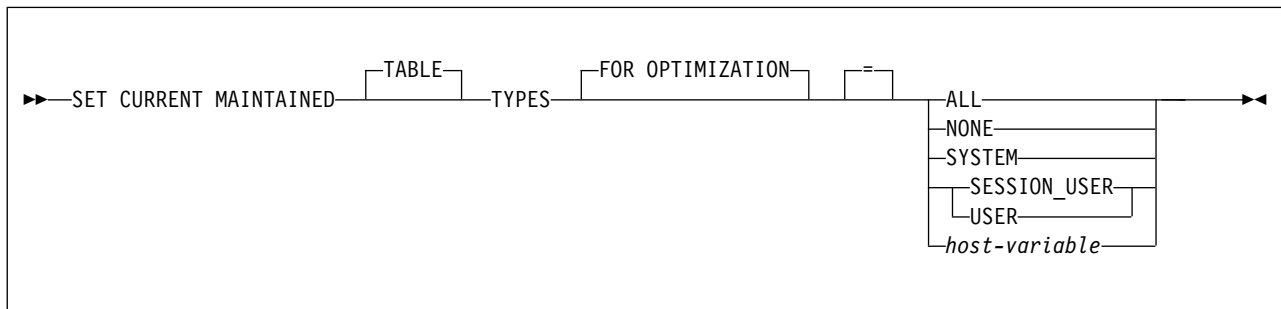 TABLE FOR OPTIMIZATION =
SET CURRENT MAINTAINED TYPES ALL
NONE
SYSTEM
SESSION_USER
USER
host-variable